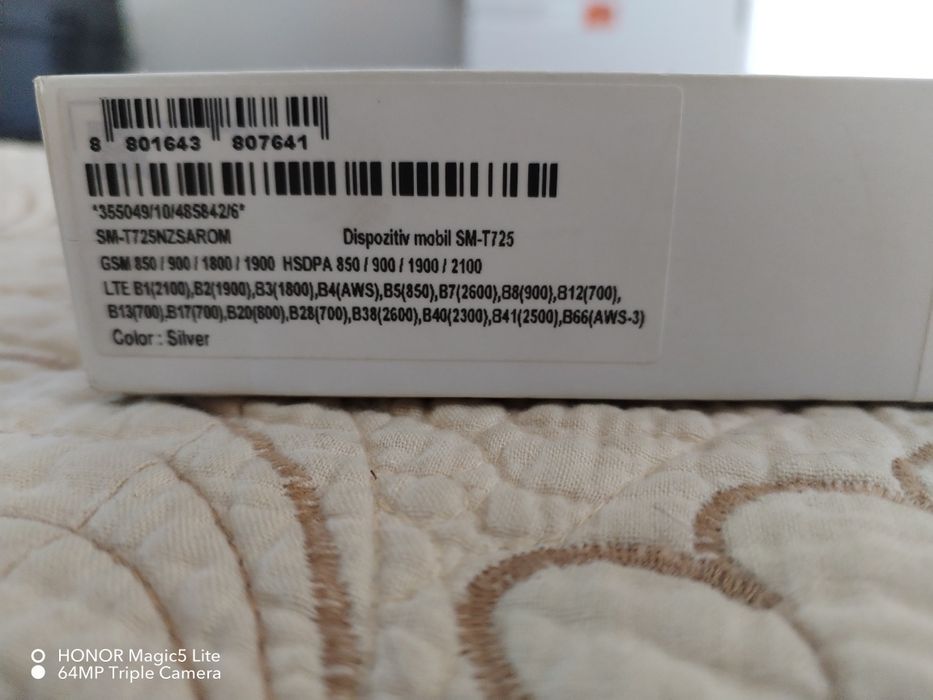 8 801643 807641
*355049/10/485842/6*
SM-T725NZSAROM Dispozitiv mobil SM-T725
GSM 850 / 900 / 1800 / 1900 HSDPA 850 / 900 / 1900 / 2100
LTE B1(2100),B2(1900),B3(1800),B4(AWS),B5(850),B7(2600),B8(900),B12(700),
B13(700),B17(700),B20(800),B28(700),B38(2600),B40(2300),B41(2500),B66(AWS-3)
Color : Silver
HONOR Magic5 Lite
64MP Triple Camera